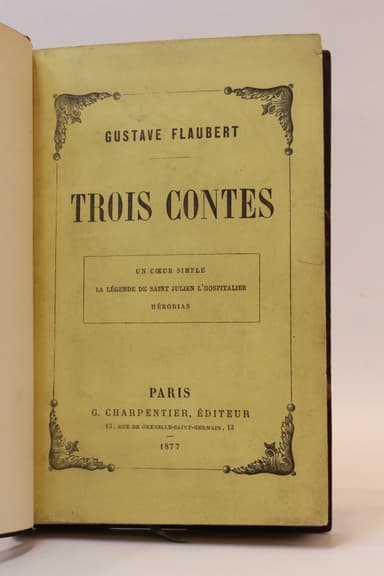 GUSTAVE FLAUBERT
TROIS CONTES
UN CŒUR SIMPLE
LA LÉGENDE DE SAINT JULIEN L'HOSPITALIER
HÉRODIAS
PARIS
G. CHARPENTIER, ÉDITEUR
13, RUE DE GRENELLE-SAINT-GERMAIN, 13
1877